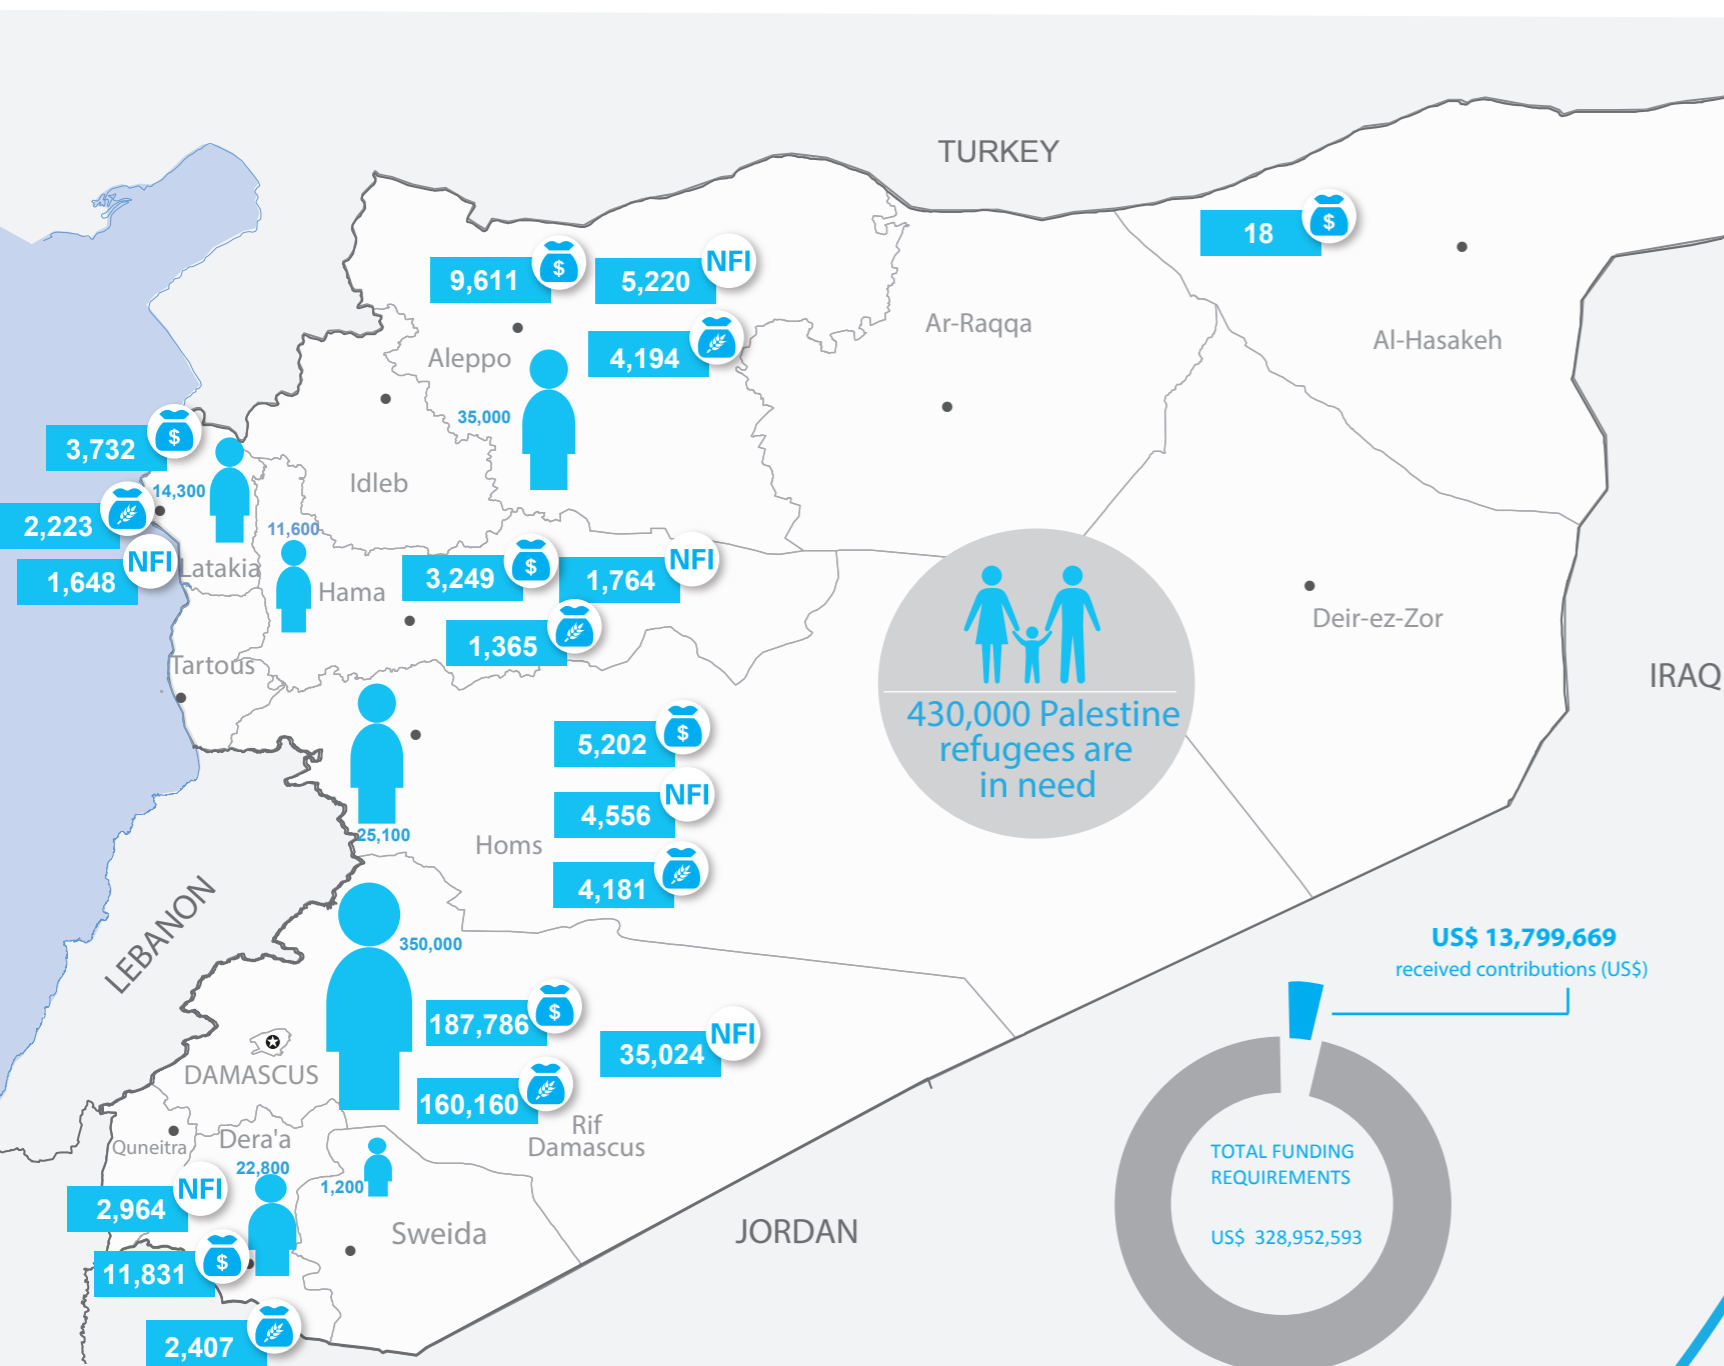 TURKEY
18
$
9,611
$
5,220
NFI
Ar-Raqqa
Al-Hasakeh
4,194
Aleppo
35,000
3,732
$
14,300
Idleb
2,223
11,600
1,648
NFI
Latakia
Hama
3,249
$
1,764
NFI
Deir-ez-Zor
1,365
Tartous
IRAQ
430,000 Palestine
refugees are
in need
5,202
$
4,556
NFI
25,100
Homs
4,181
LEBANON
350,000
US$ 13,799,669
received contributions (US$)
187,786
$
35,024
NFI
DAMASCUS
160,160
Rif
Damascus
Quneitra
Dera'a
22,800
1,200
TOTAL FUNDING
REQUIREMENTS
US$ 328,952,593
2,964
NFI
Sweida
JORDAN
11,831
$
2,407